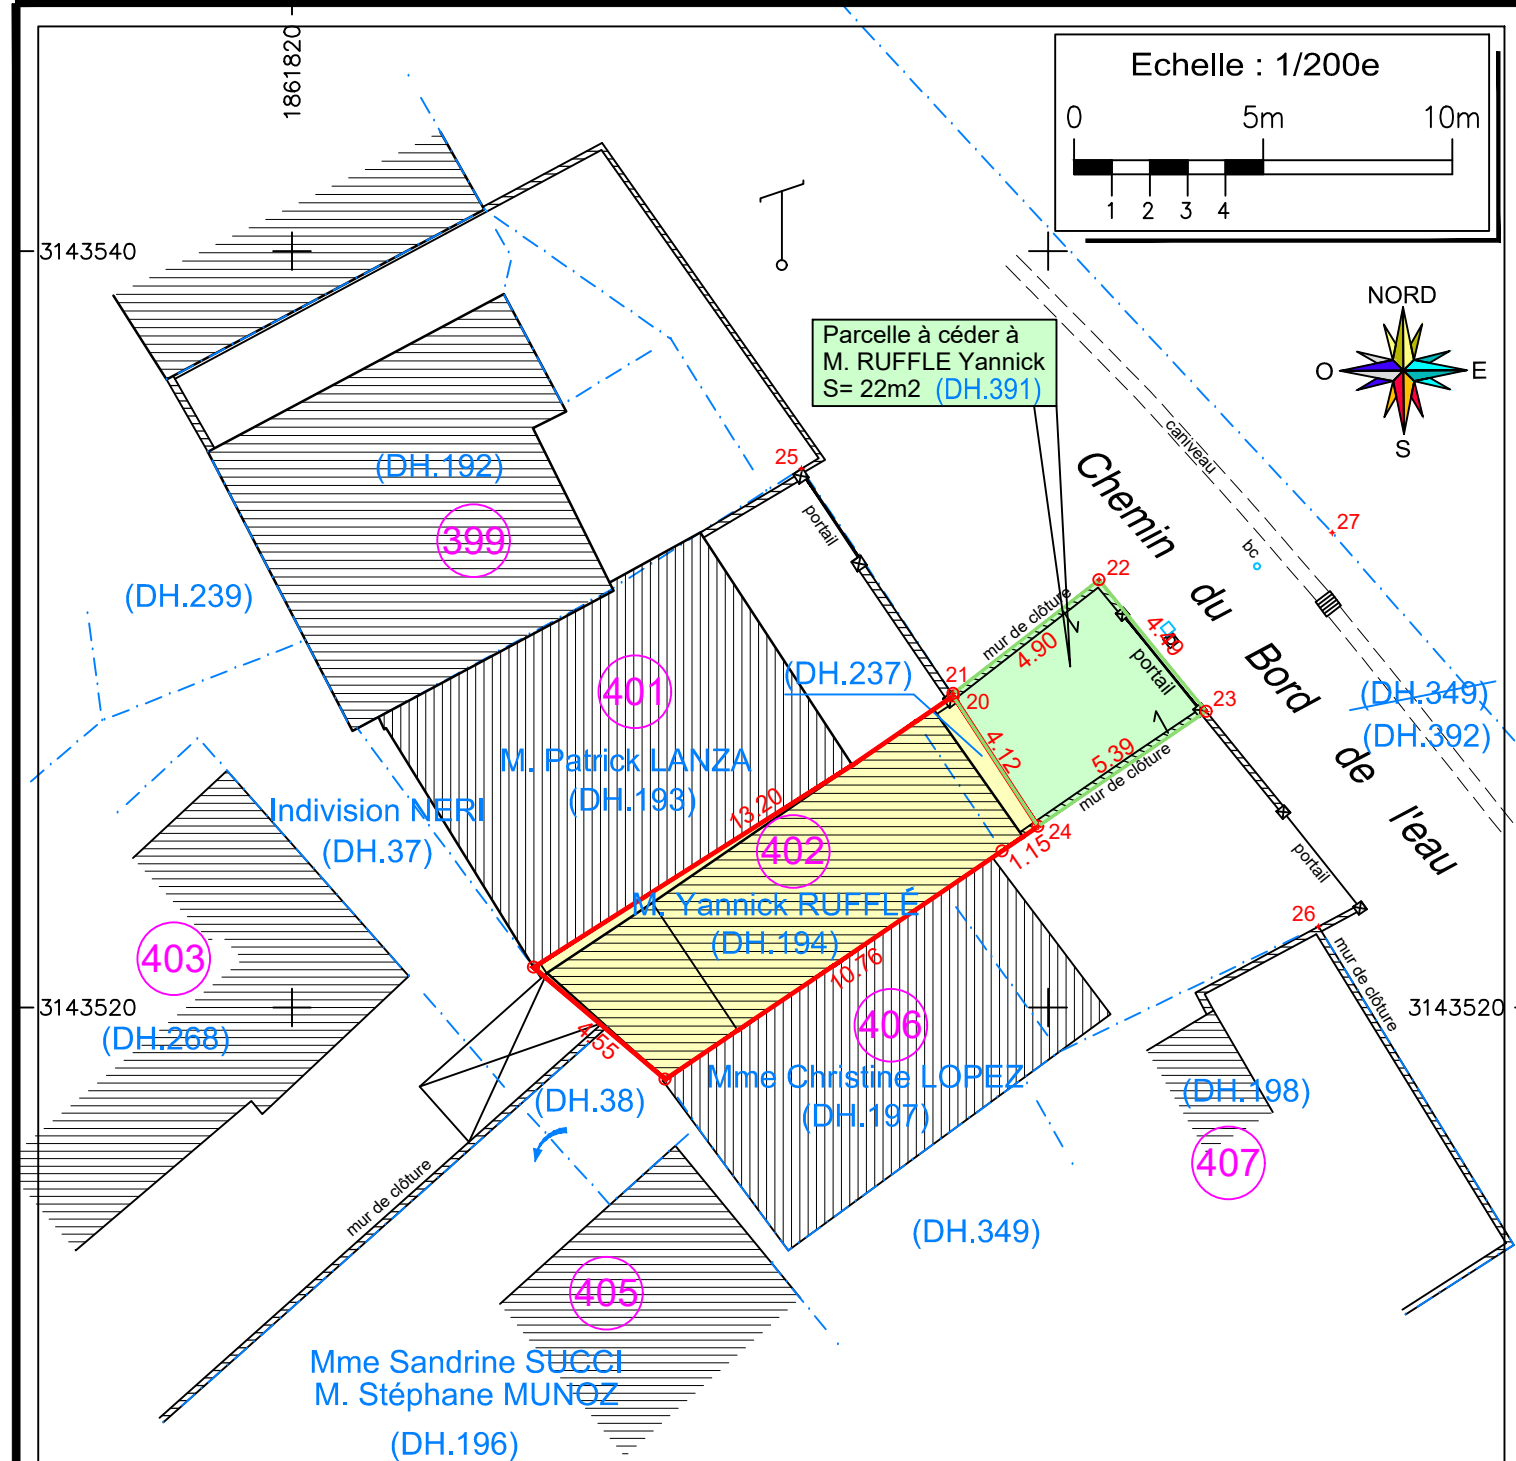 1861820
Echelle : 1/200e
0 5m 10m
1 2 3 4
3143540
NORD
O E
S
Parcelle à céder à
M. RUFFLE Yannick
S= 22m2 (DH.391)
caniveau
25
(DH.192)
399
portail
Chemin du Bord de l'eau
27
bc
22
(DH.239)
mur de clôture
4.90
4.49
portail
401
(DH.237)
21
20
23
(DH.349)
(DH.392)
4.12
5.39
mur de clôture
M. Patrick LANZA
(DH.193)
13.20
Indivision NERI
(DH.37)
402
24
1.15
portail
M. Yannick RUFFLÉ
(DH.194)
26
403
10.76
mur de clôture
3143520
3143520
406
(DH.268)
4.55
Mme Christine LOPEZ
(DH.197)
(DH.38)
(DH.198)
407
mur de clôture
(DH.349)
405
Mme Sandrine SUCCI
M. Stéphane MUNOZ
(DH.196)